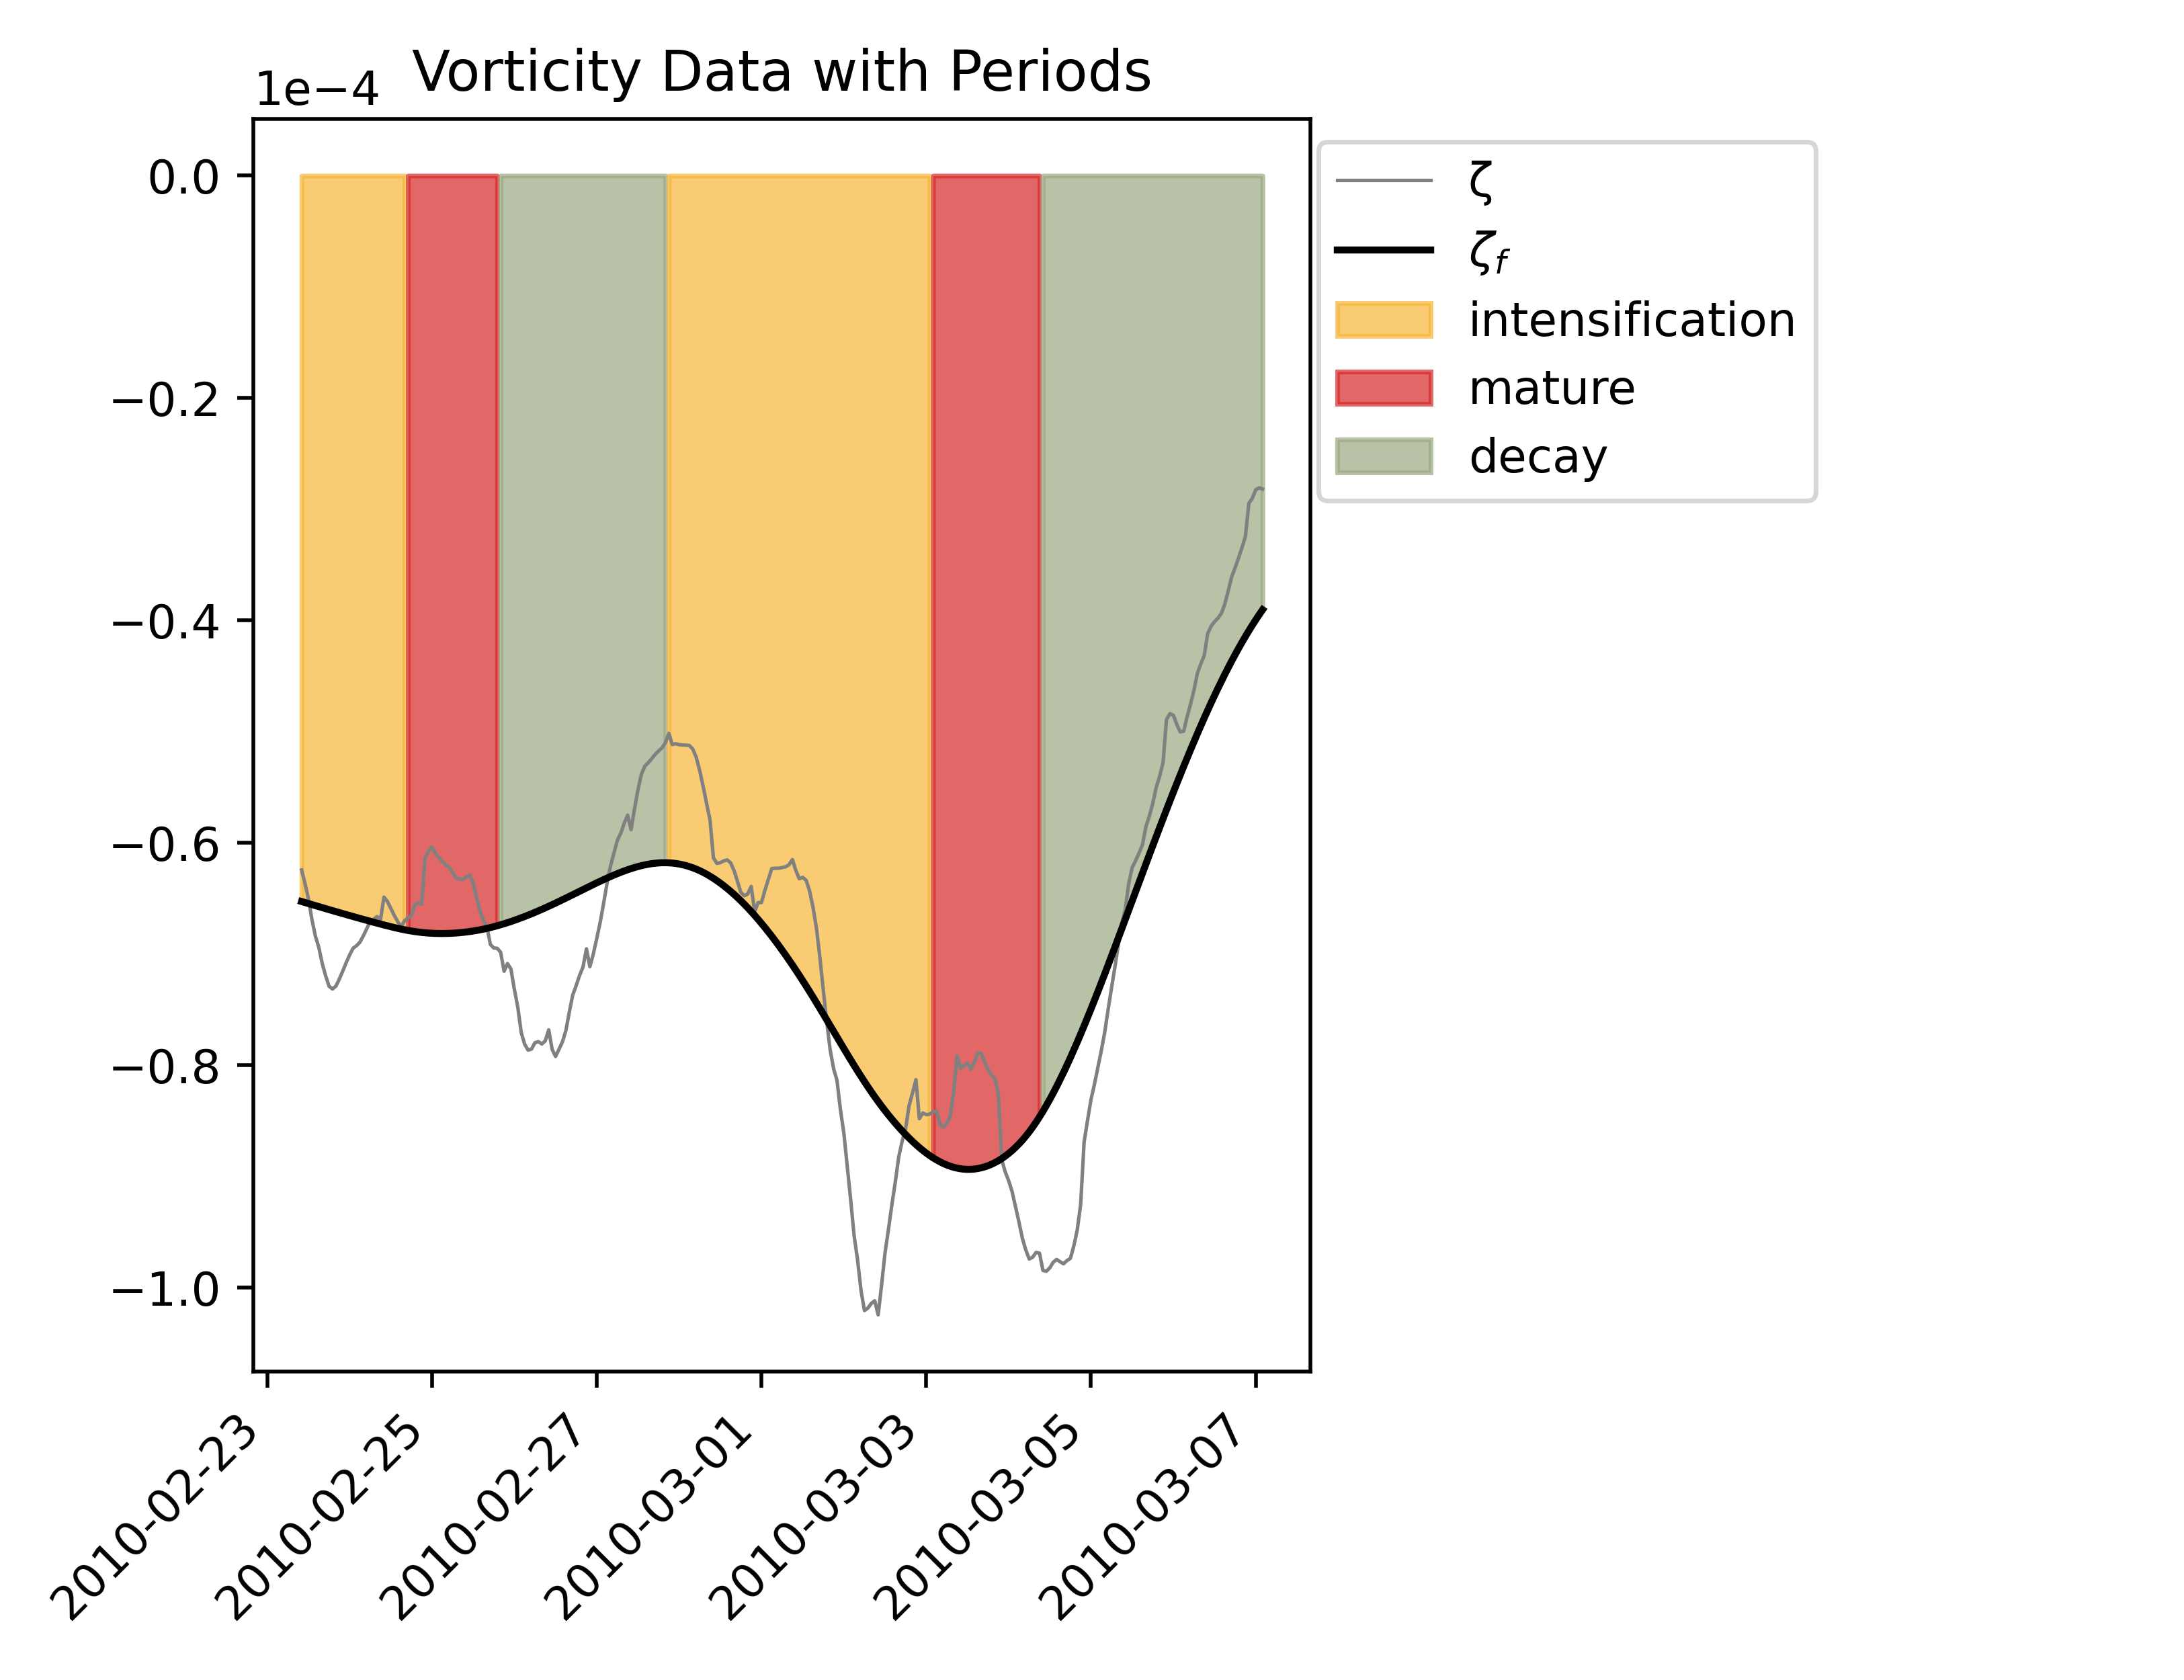 Vorticity Data with Periods
1e−4
0.0
−0.2
−0.4
−0.6
−0.8
−1.0
2010-02-23
2010-02-25
2010-02-27
2010-03-01
2010-03-03
2010-03-05
2010-03-07
ζ
ζf
intensification
mature
decay